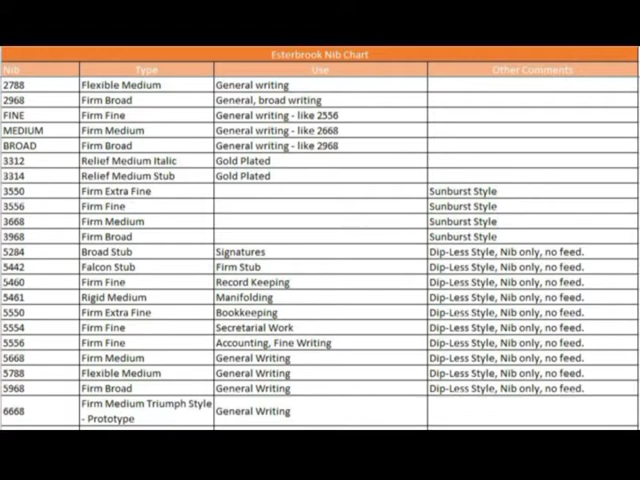 Esterbrook Nib Chart
Nib Type Use Other Comments
2788 Flexible Medium General writing
2968 Firm Broad General, broad writing
FINE Firm Fine General writing - like 2556
MEDIUM Firm Medium General writing - like 2668
BROAD Firm Broad General writing - like 2968
3312 Relief Medium Italic Gold Plated
3314 Relief Medium Stub Gold Plated
3550 Firm Extra Fine Sunburst Style
3556 Firm Fine Sunburst Style
3668 Firm Medium Sunburst Style
3968 Firm Broad Sunburst Style
5284 Broad Stub Signatures Dip-Less Style, Nib only, no feed.
5442 Falcon Stub Firm Stub Dip-Less Style, Nib only, no feed.
5460 Firm Fine Record Keeping Dip-Less Style, Nib only, no feed.
5461 Rigid Medium Manifolding Dip-Less Style, Nib only, no feed.
5550 Firm Extra Fine Bookkeeping Dip-Less Style, Nib only, no feed.
5554 Firm Fine Secretarial Work Dip-Less Style, Nib only, no feed.
5556 Firm Fine Accounting, Fine Writing Dip-Less Style, Nib only, no feed.
5668 Firm Medium General Writing Dip-Less Style, Nib only, no feed.
5788 Flexible Medium General Writing Dip-Less Style, Nib only, no feed.
5968 Firm Broad General Writing Dip-Less Style, Nib only, no feed.
6668 Firm Medium Triumph Style - Prototype General Writing